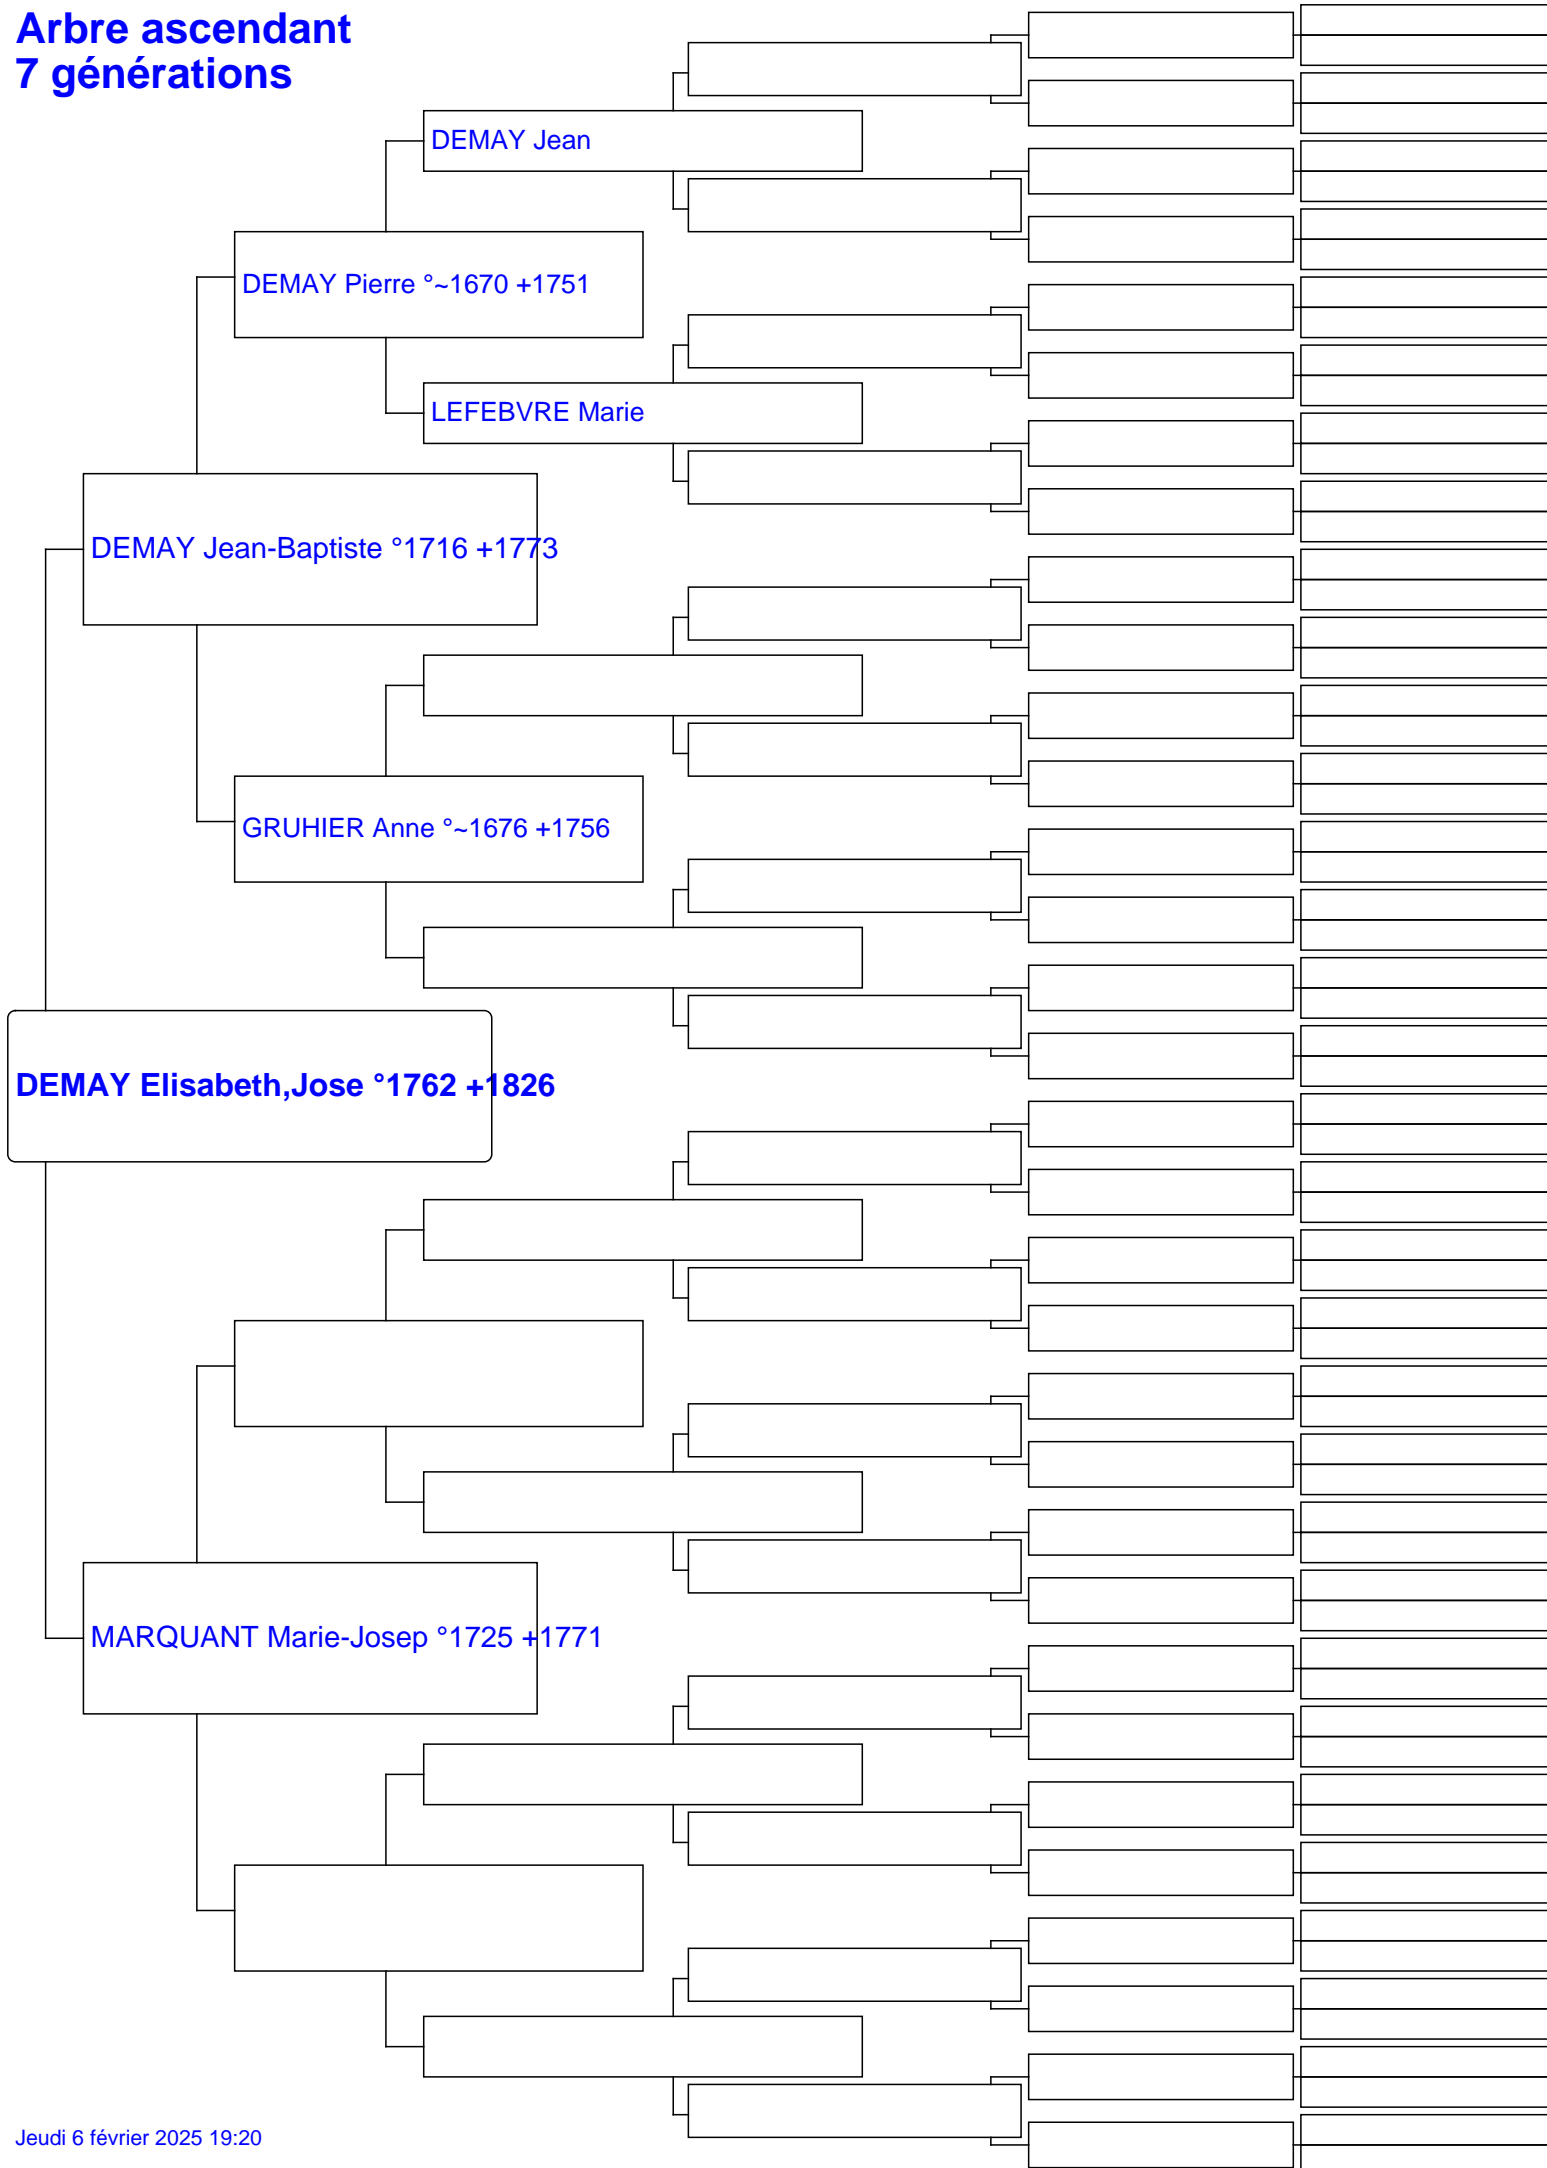 Arbre ascendant
7 générations
DEMAY Jean
DEMAY Pierre °~1670 +1751
LEFEBVRE Marie
DEMAY Jean-Baptiste °1716 +1773
GRUHIER Anne °~1676 +1756
DEMAY Elisabeth,Jose °1762 +1826
MARQUANT Marie-Josep °1725 +1771
Jeudi 6 février 2025 19:20